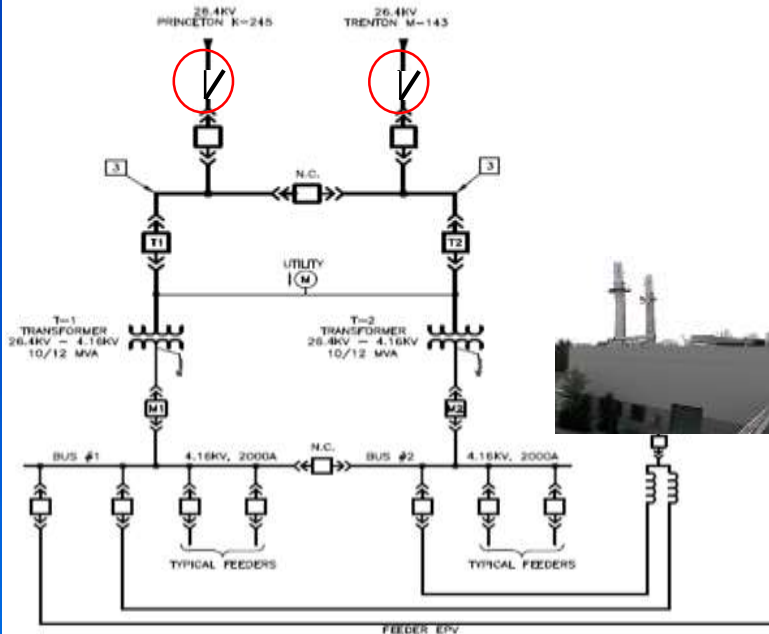 26.4KV
PRINCETON K-245
26.4KV
TRENTON M-143
3
N.C.
3
T1
T2
UTILITY
M
T-1
TRANSFORMER
26.4KV - 4.16KV
10/12 MVA
T-2
TRANSFORMER
26.4KV - 4.16KV
10/12 MVA
M1
M2
BUS #1
4.16KV, 2000A
N.C.
BUS #2
4.16KV, 2000A
TYPICAL FEEDERS
TYPICAL FEEDERS
FEEDER EPV